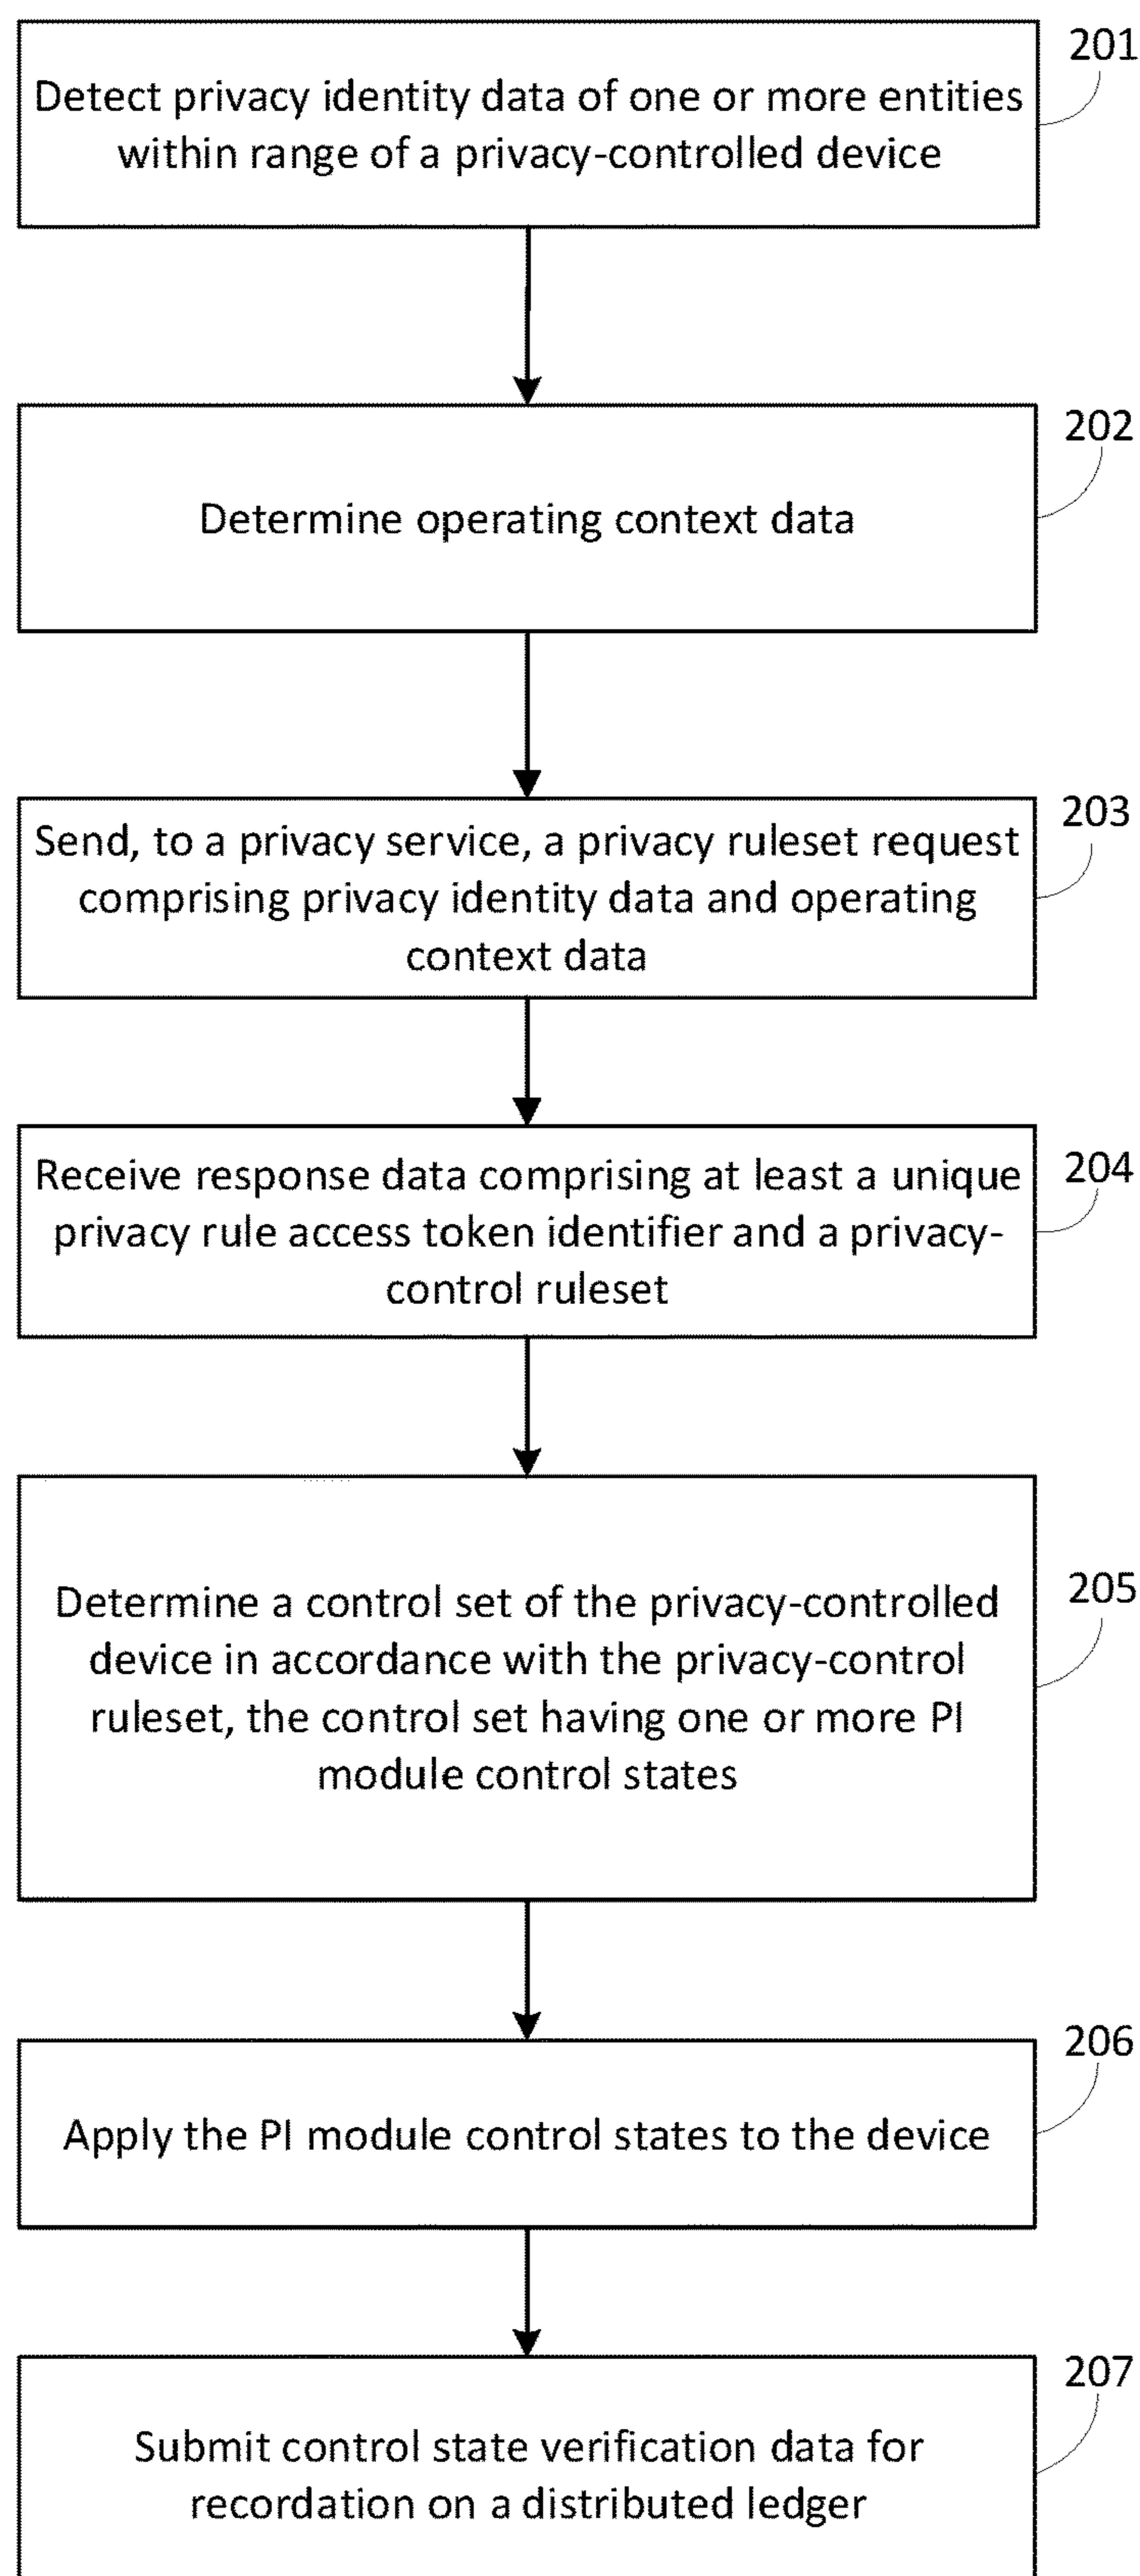 201
Detect privacy identity data of one or more entities
within range of a privacy-controlled device
202
Determine operating context data
203
Send, to a privacy service, a privacy ruleset request
comprising privacy identity data and operating
context data
204
Receive response data comprising at least a unique
privacy rule access token identifier and a privacy-
control ruleset
205
Determine a control set of the privacy-controlled
device in accordance with the privacy-control
ruleset, the control set having one or more PI
module control states
206
Apply the PI module control states to the device
207
Submit control state verification data for
recordation on a distributed ledger